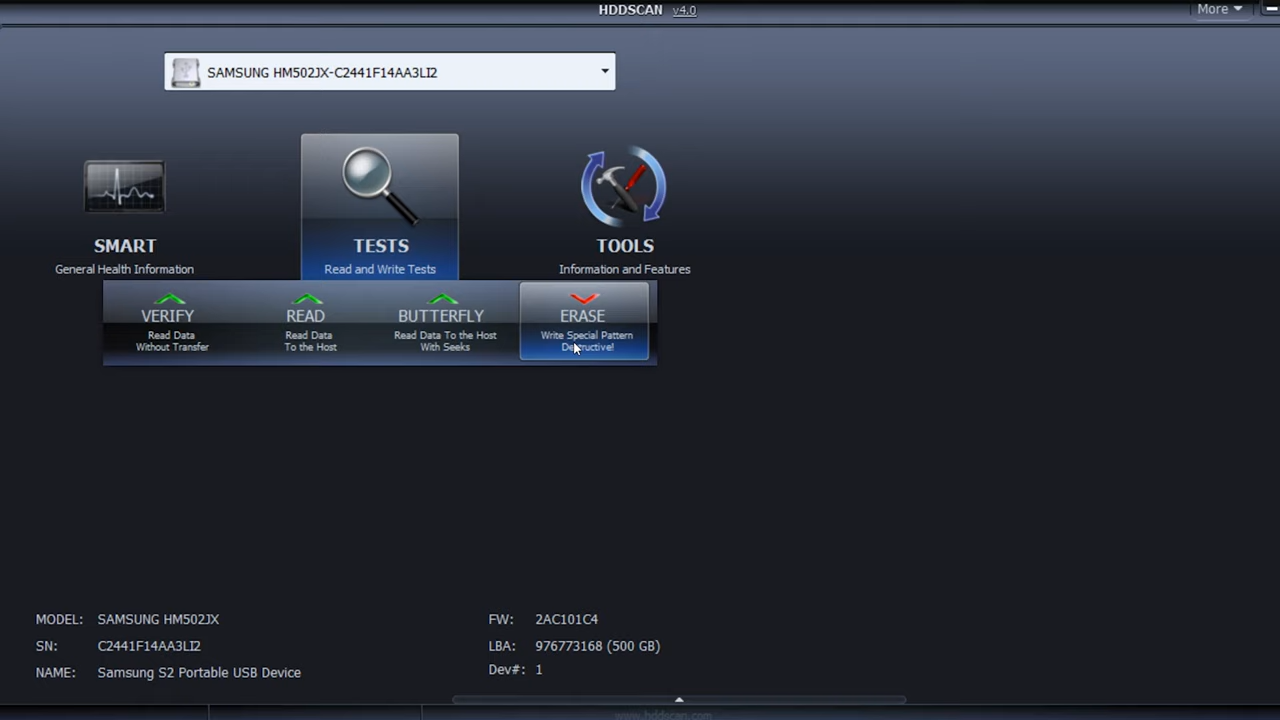 HDDSCAN v4.0
More
SAMSUNG HM502JX-C2441F14AA3LI2
SMART
General Health Information
TESTS
Read and Write Tests
TOOLS
Information and Features
VERIFY
Read Data
Without Transfer
READ
Read Data
To the Host
BUTTERFLY
Read Data To the Host
With Seeks
ERASE
Write Special Pattern
Destructive!
MODEL: SAMSUNG HM502JX
SN: C2441F14AA3LI2
NAME: Samsung S2 Portable USB Device
FW: 2AC101C4
LBA: 976773168 (500 GB)
Dev#: 1
www.hddscan.com